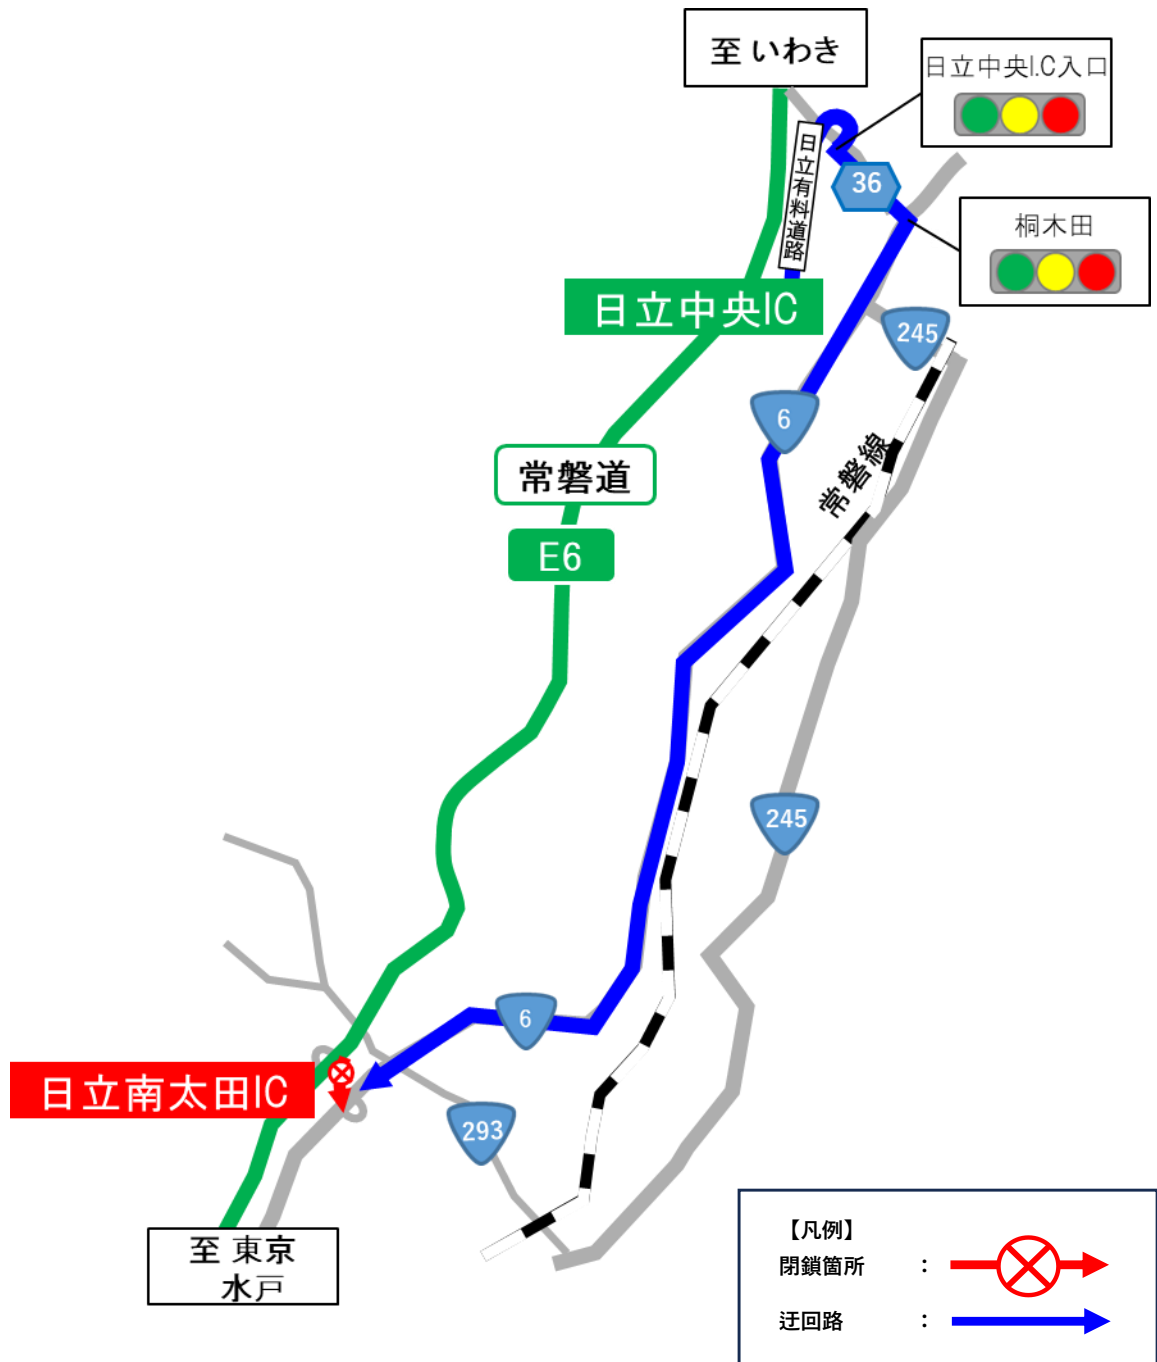 至 いわき
日立中央I.C入口
日立有料道路
36
桐木田
日立中央IC
245
6
常磐道
常磐線
E6
245
6
日立南太田IC
293
至 東京
水戸
【凡例】
閉鎖箇所 :
迂回路 :